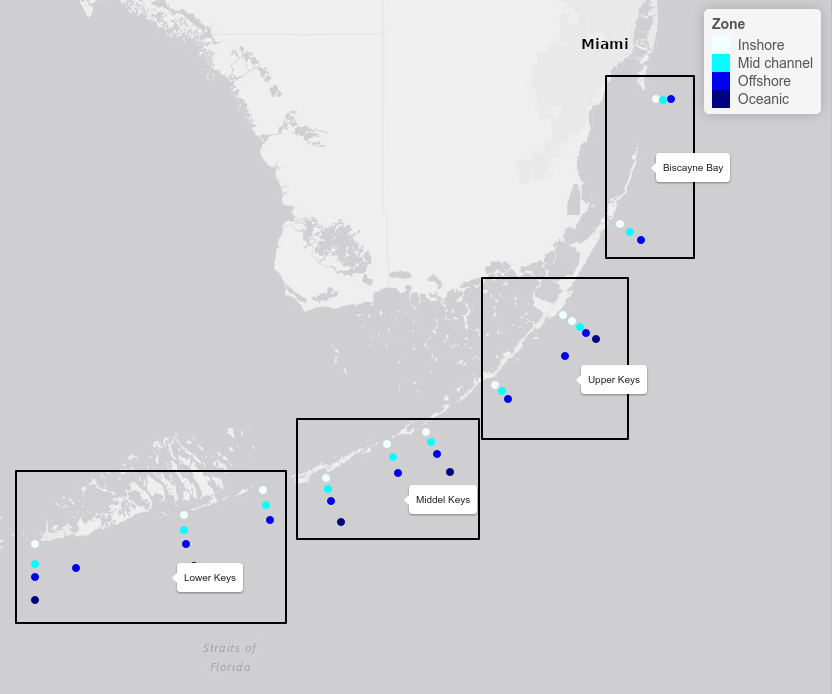 Miami
Zone
Inshore
Mid channel
Offshore
Oceanic
Biscayne Bay
Upper Keys
Middel Keys
Lower Keys
Straits of
Florida